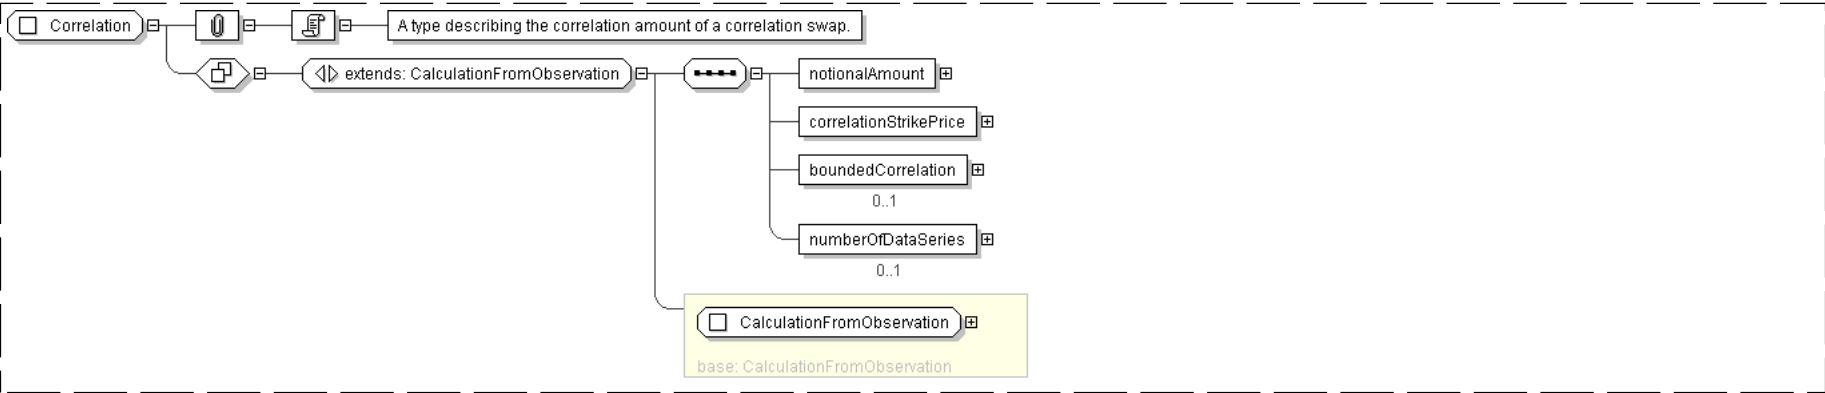 Correlation
A type describing the correlation amount of a correlation swap.
extends: CalculationFromObservation
notionalAmount
correlationStrikePrice
boundedCorrelation
0..1
numberOfDataSeries
0..1
CalculationFromObservation
base: CalculationFromObservation